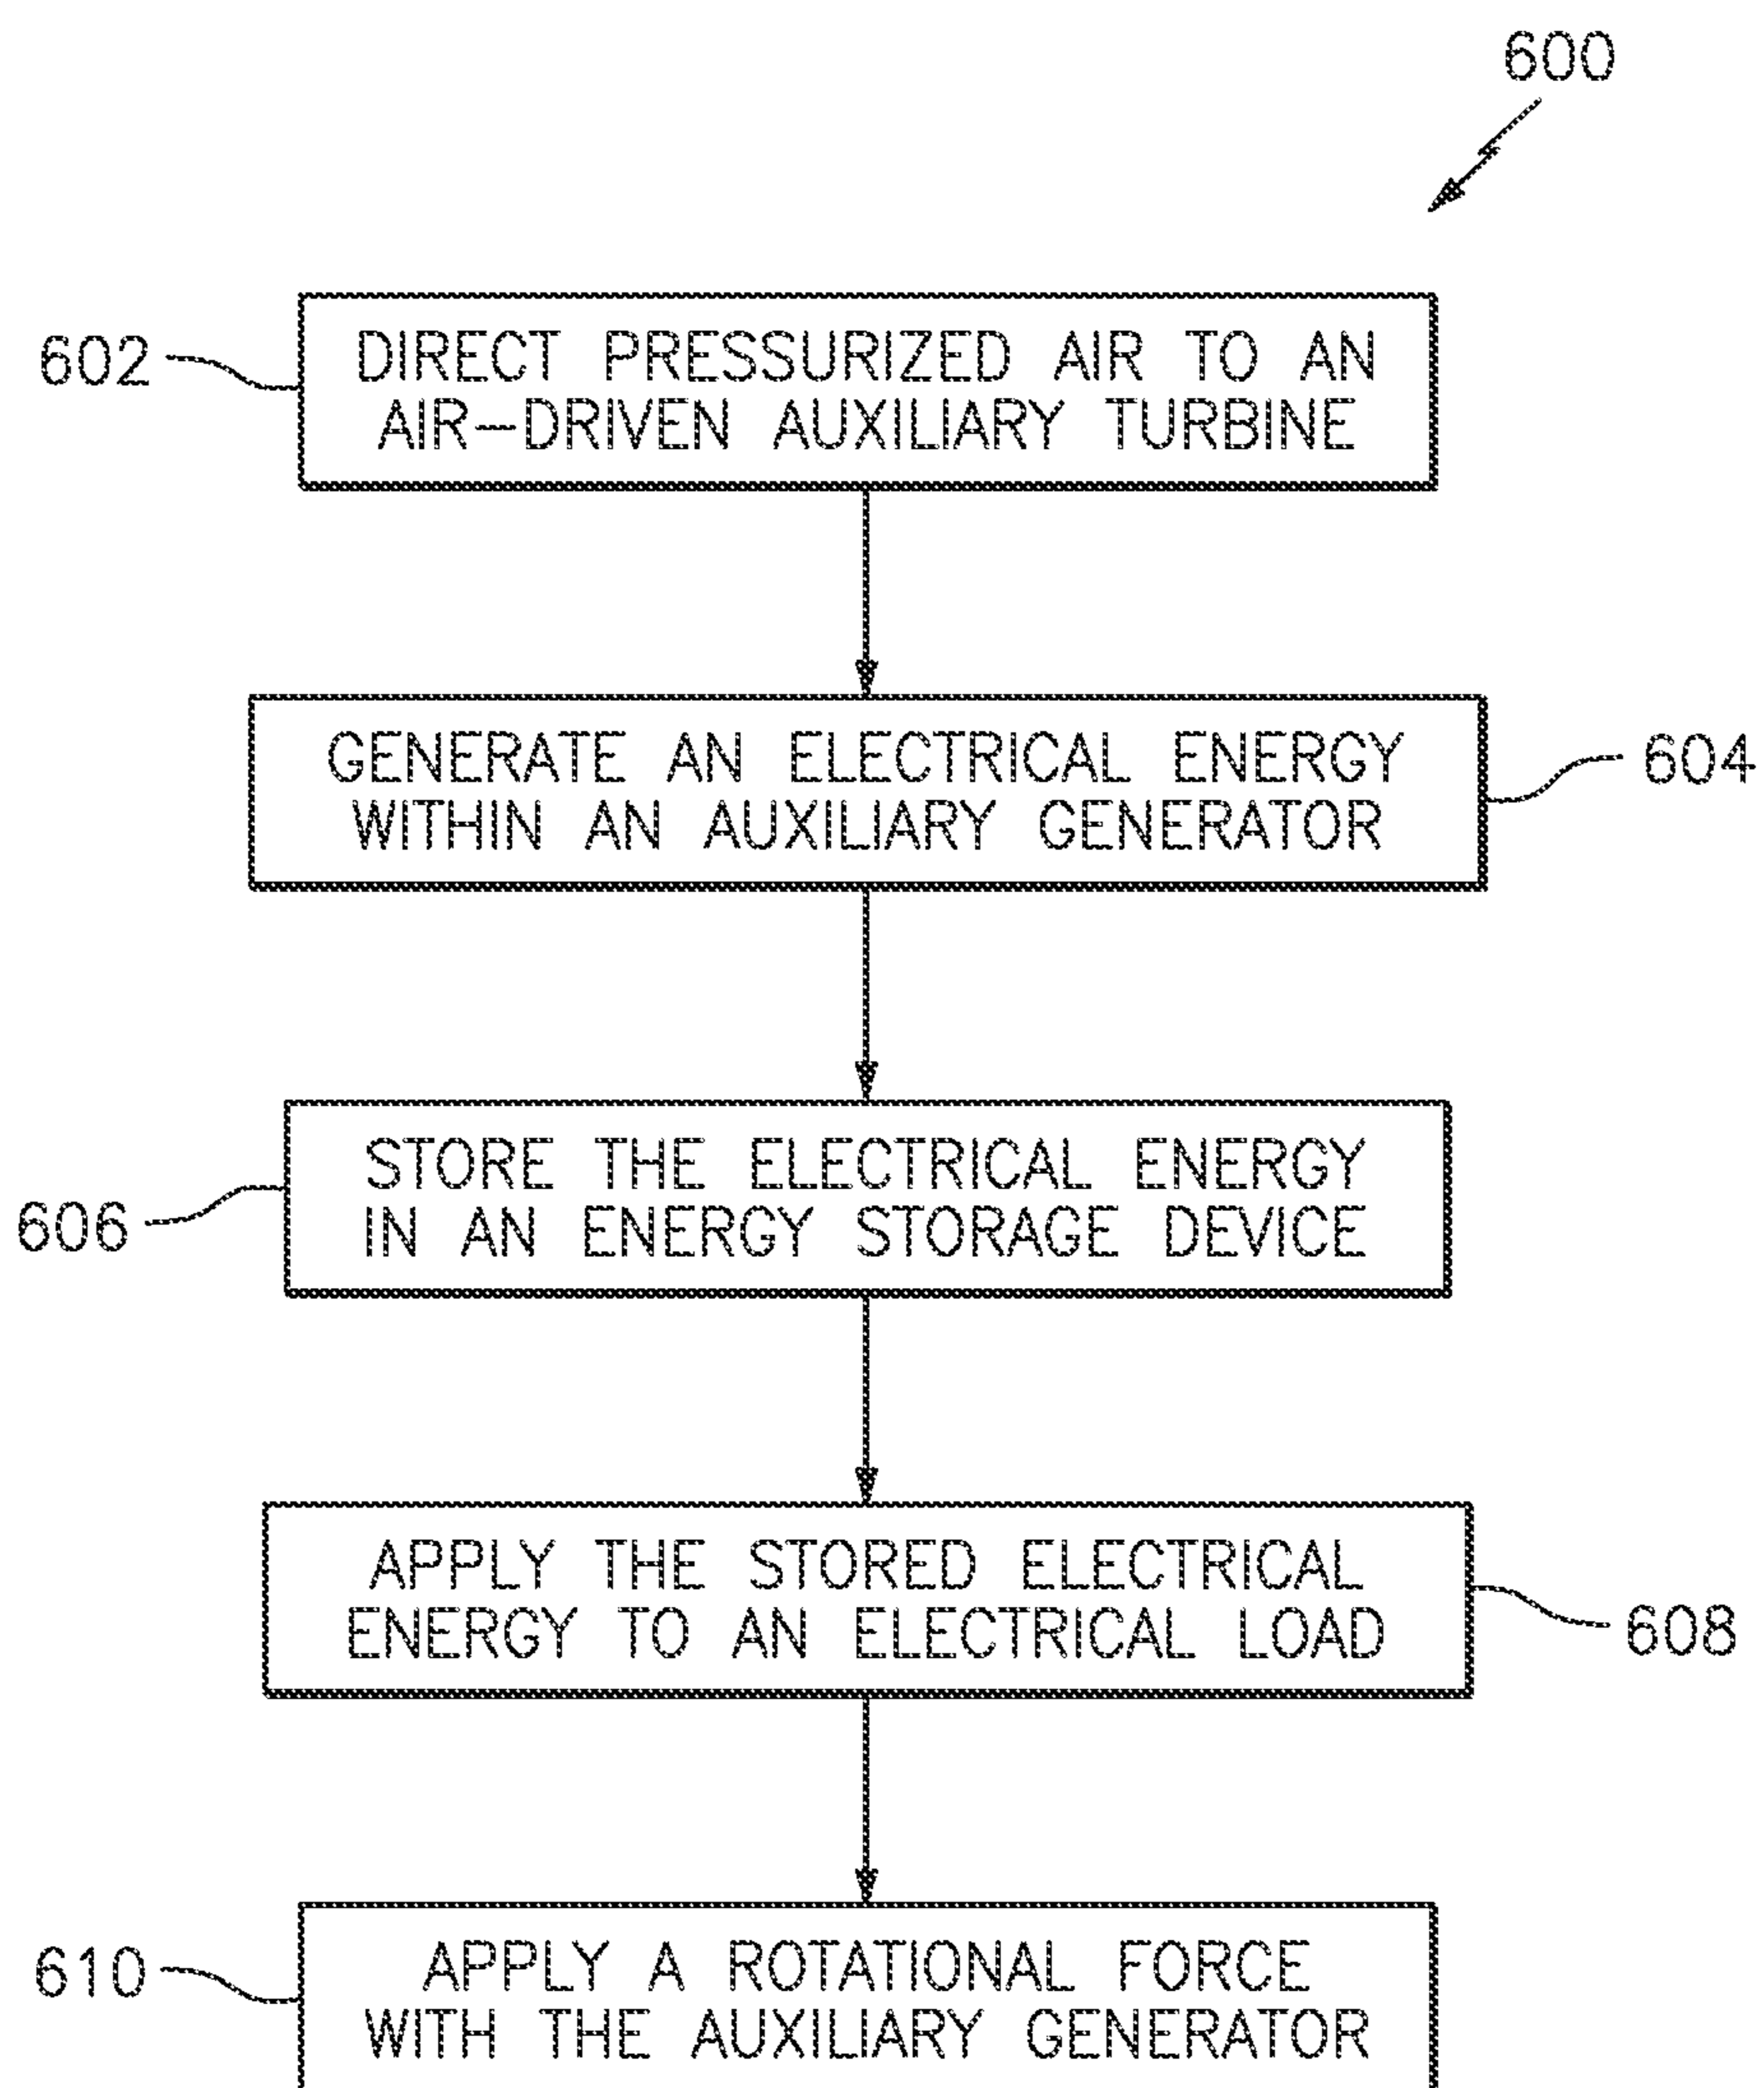 600
602
DIRECT PRESSURIZED AIR TO AN
AIR-DRIVEN AUXILIARY TURBINE
GENERATE AN ELECTRICAL ENERGY
WITHIN AN AUXILIARY GENERATOR
604
STORE THE ELECTRICAL ENERGY
IN AN ENERGY STORAGE DEVICE
606
APPLY THE STORED ELECTRICAL
ENERGY TO AN ELECTRICAL LOAD
608
610
APPLY A ROTATIONAL FORCE
WITH THE AUXILIARY GENERATOR